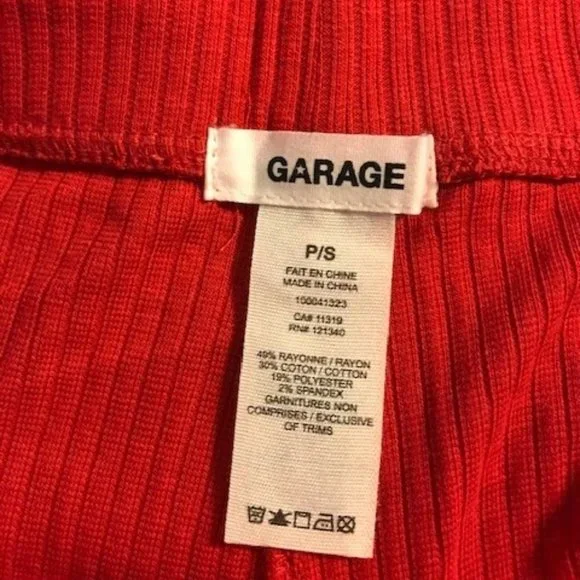 GARAGE
P/S
FAIT EN CHINE
MADE IN CHINA
100041323
CA# 11319
RN# 121340
49% RAYONNE / RAYON
30% COTON / COTTON
19% POLYESTER
2% SPANDEX
GARNITURES NON
COMPRISES / EXCLUSIVE
OF TRIMS